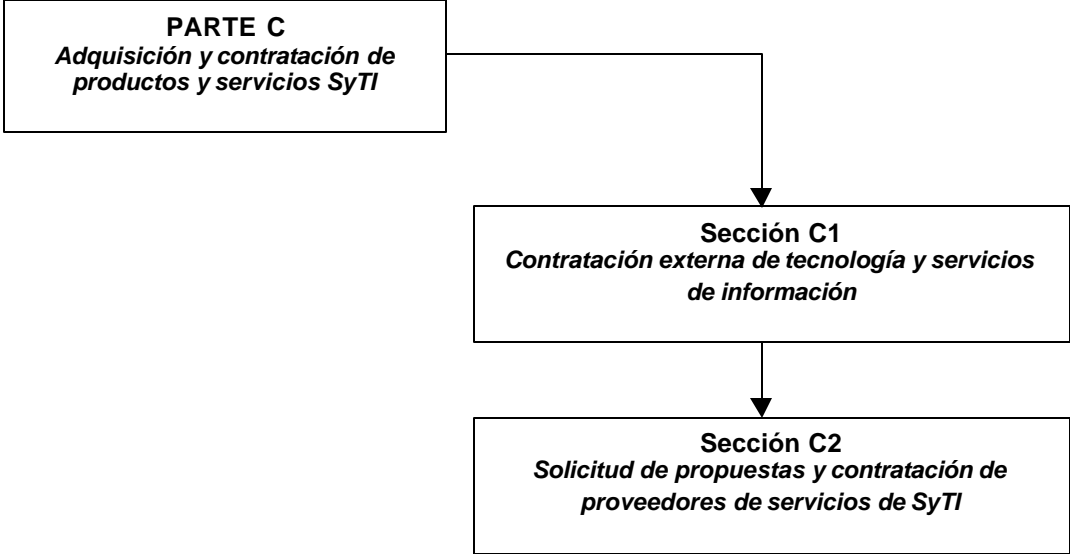 PARTE C
Adquisición y contratación de
productos y servicios SyTI
Sección C1
Contratación externa de tecnología y servicios
de información
Sección C2
Solicitud de propuestas y contratación de
proveedores de servicios de SyTI